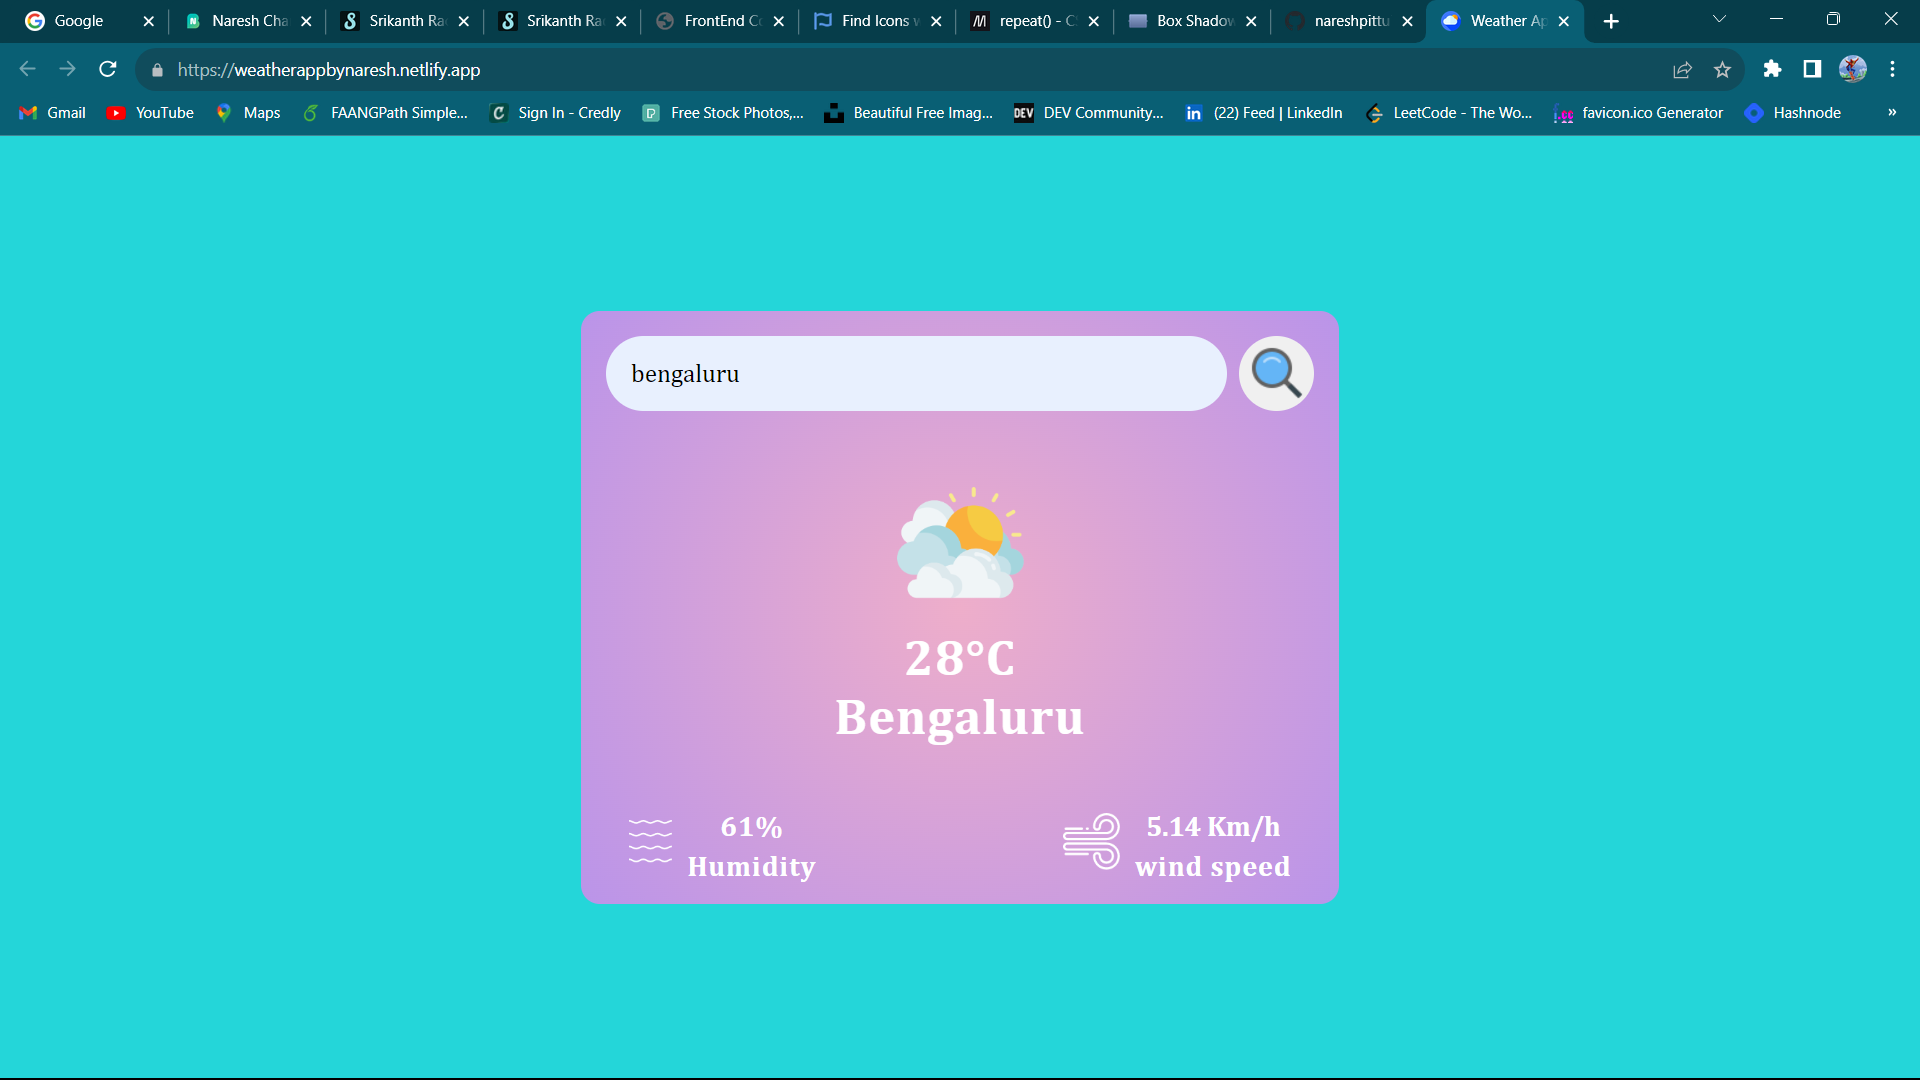 Google
Naresh Cha
Srikanth Ra
Srikanth Ra
FrontEnd C
Find Icons w
repeat() - C
Box Shadow
nareshpittu
Weather Ap
https://weatherappbynaresh.netlify.app
Gmail
YouTube
Maps
FAANGPath Simple...
Sign In - Credly
Free Stock Photos,...
Beautiful Free Imag...
DEV
DEV Community...
(22) Feed | LinkedIn
LeetCode - The Wo...
favicon.ico Generator
Hashnode
»
bengaluru
28°C
Bengaluru
61%
Humidity
5.14 Km/h
wind speed